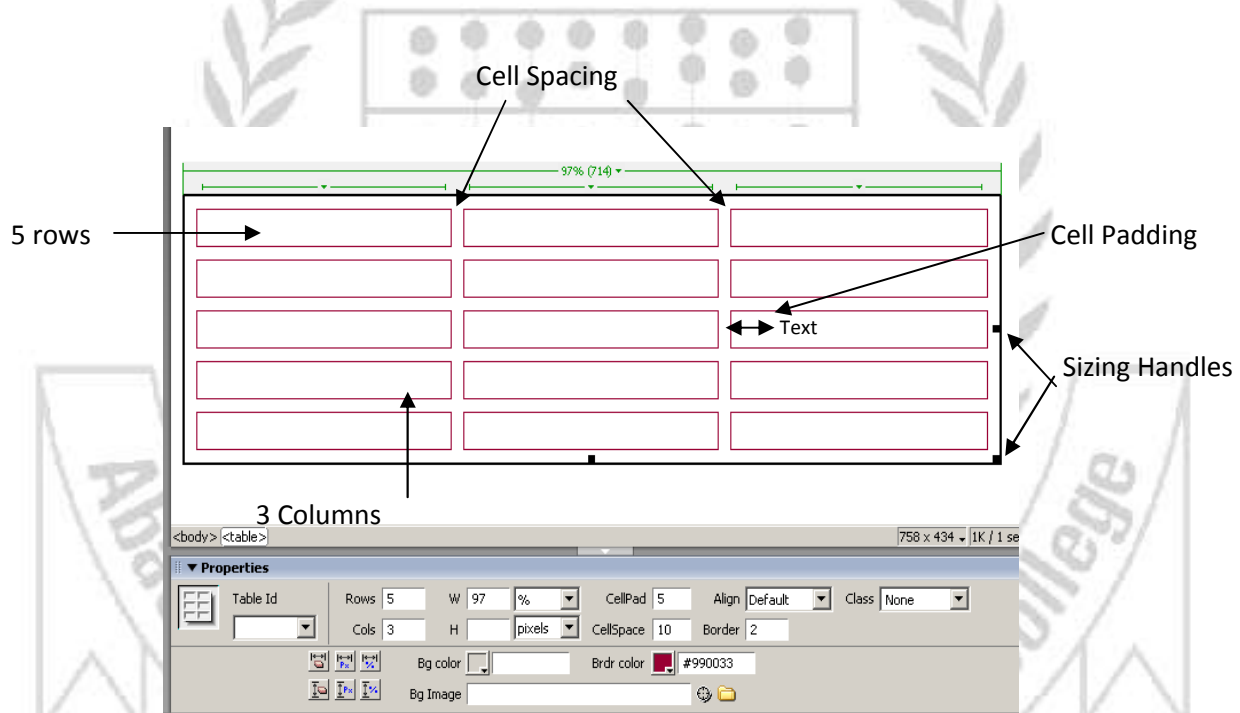 Cell Spacing
97% (714)
5 rows
Cell Padding
Text
Sizing Handles
3 Columns
<body> <table>
758 x 434 1K / 1 se
Properties
Table Id Rows 5 W 97 % CellPad 5 Align Default Class None
Cols 3 H pixels CellSpace 10 Border 2
Bg color Brdr color #990033
Bg Image
Aba
ollege